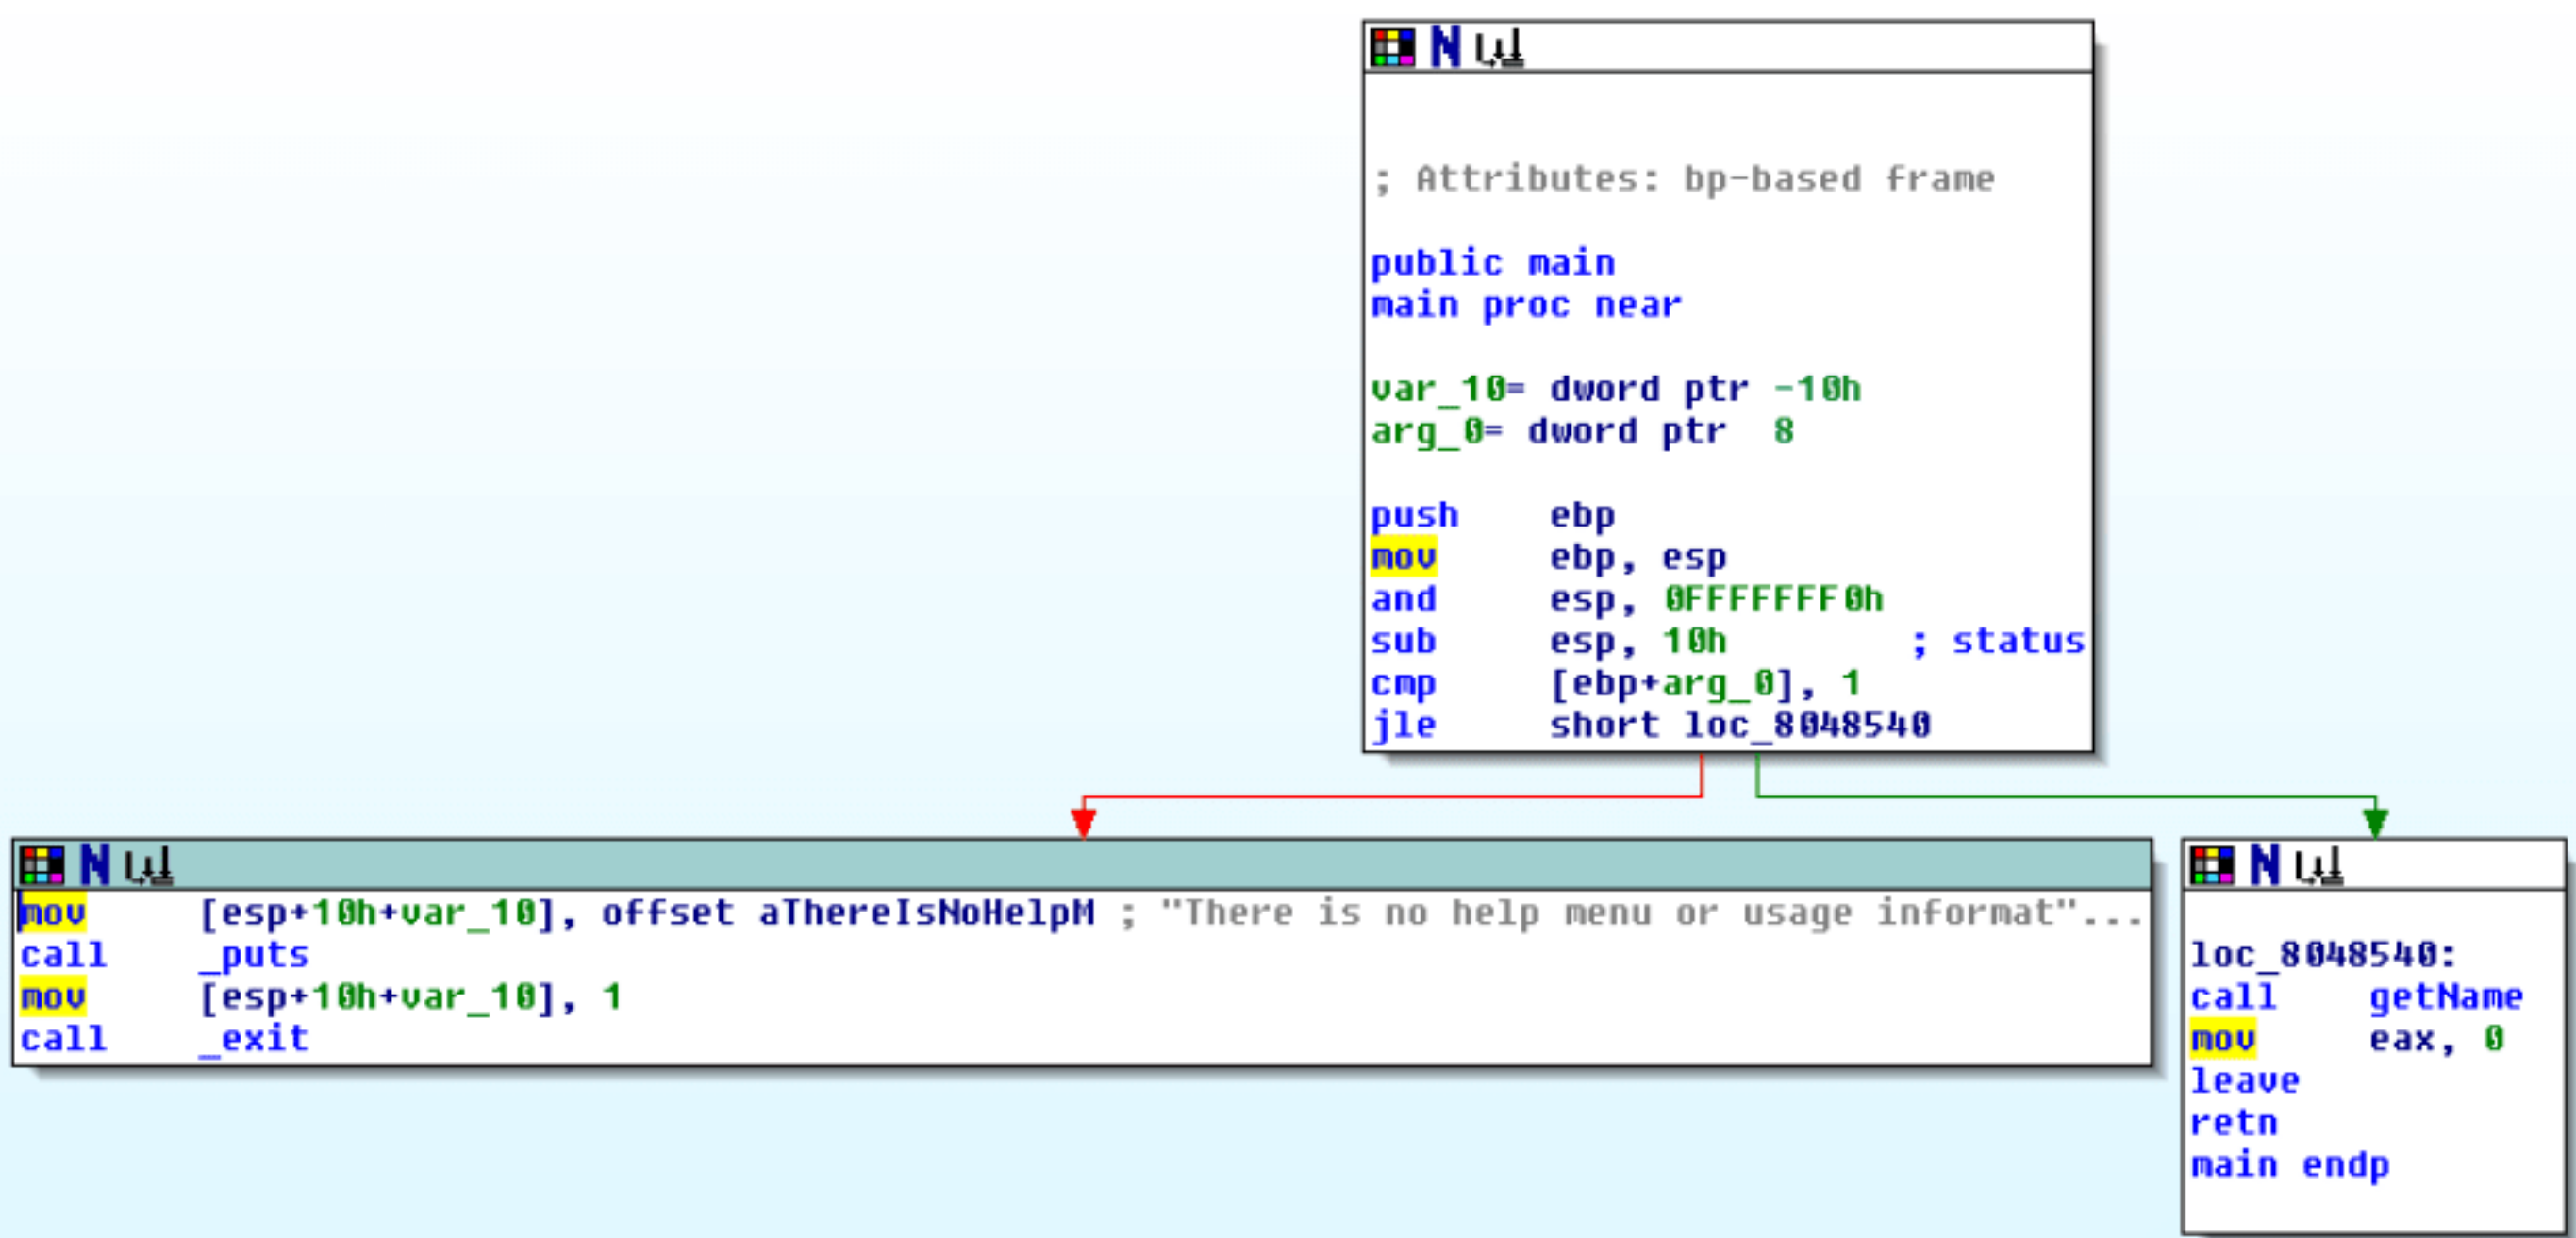 ; Attributes: bp-based frame
public main
main proc near
var_10= dword ptr -10h
arg_0= dword ptr  8
push    ebp
mov     ebp, esp
and     esp, 0FFFFFFF0h
sub     esp, 10h        ; status
cmp     [ebp+arg_0], 1
jle     short loc_8048540
mov     [esp+10h+var_10], offset aThereIsNoHelpM ; "There is no help menu or usage informat"...
call    _puts
mov     [esp+10h+var_10], 1
call    _exit
loc_8048540:
call    getName
mov     eax, 0
leave
retn
main endp